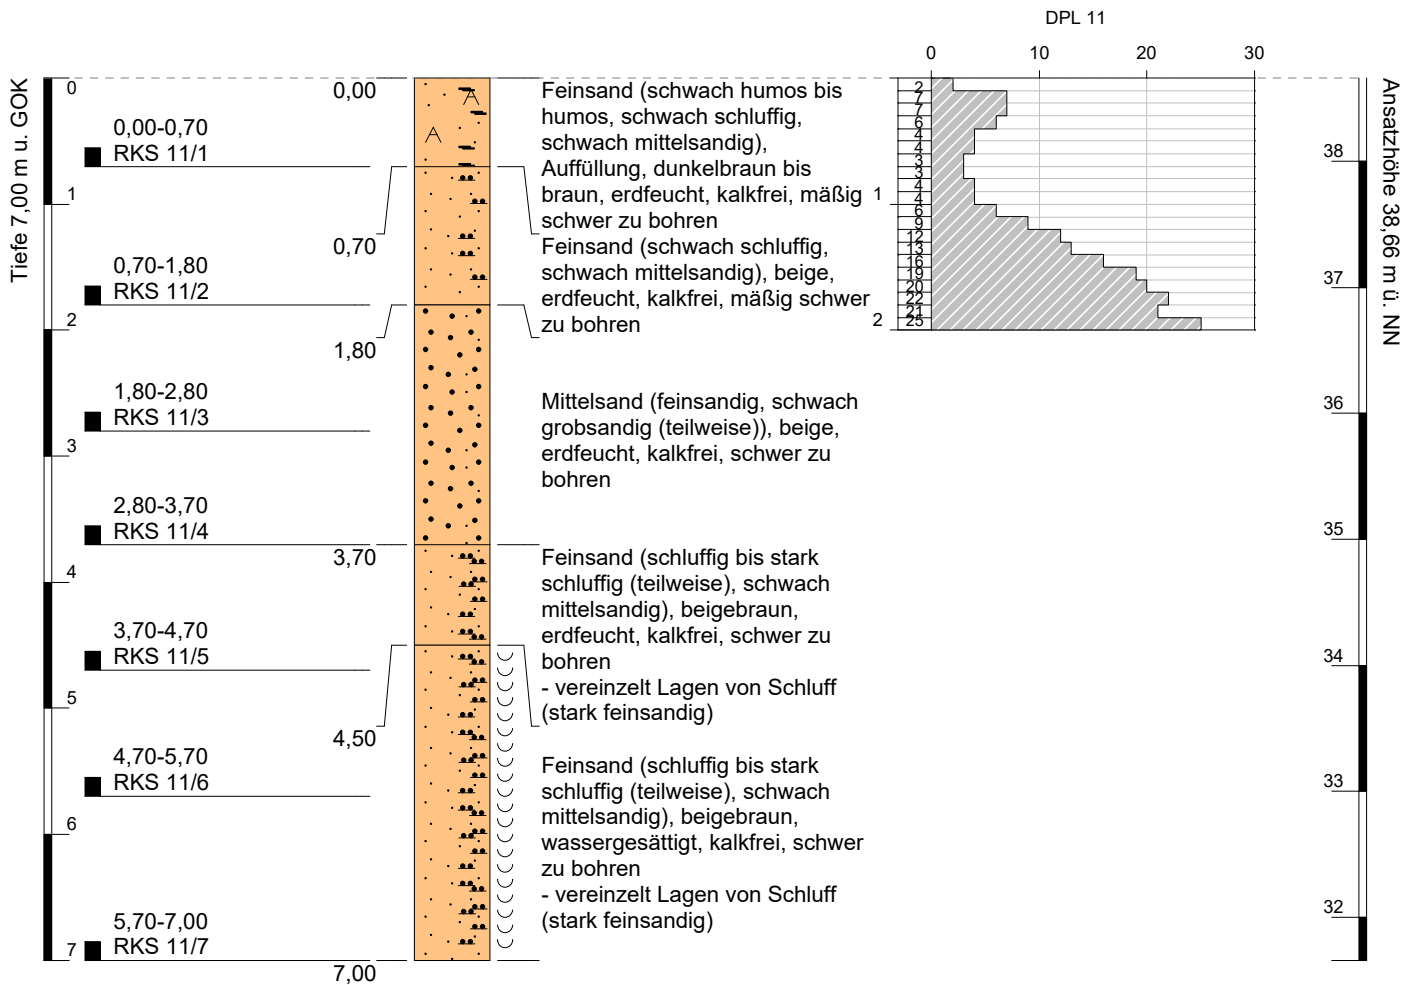 DPL 11
0 10 20 30
Tiefe 7,00 m u. GOK
Ansatzhöhe 38,66 m ü. NN
0
1
2
3
4
5
6
7
0,00-0,70
RKS 11/1
0,70-1,80
RKS 11/2
1,80-2,80
RKS 11/3
2,80-3,70
RKS 11/4
3,70-4,70
RKS 11/5
4,70-5,70
RKS 11/6
5,70-7,00
RKS 11/7
0,00
0,70
1,80
3,70
4,50
7,00
A
A
Feinsand (schwach humos bis
humos, schwach schluffig,
schwach mittelsandig),
Auffüllung, dunkelbraun bis
braun, erdfeucht, kalkfrei, mäßig
schwer zu bohren
Feinsand (schwach schluffig,
schwach mittelsandig), beige,
erdfeucht, kalkfrei, mäßig schwer
zu bohren
Mittelsand (feinsandig, schwach
grobsandig (teilweise)), beige,
erdfeucht, kalkfrei, schwer zu
bohren
Feinsand (schluffig bis stark
schluffig (teilweise), schwach
mittelsandig), beigebraun,
erdfeucht, kalkfrei, schwer zu
bohren
- vereinzelt Lagen von Schluff
(stark feinsandig)
Feinsand (schluffig bis stark
schluffig (teilweise), schwach
mittelsandig), beigebraun,
wassergesättigt, kalkfrei, schwer
zu bohren
- vereinzelt Lagen von Schluff
(stark feinsandig)
1
2
2
7
7
6
4
4
3
3
4
4
6
9
12
13
16
19
20
22
21
25
38
37
36
35
34
33
32